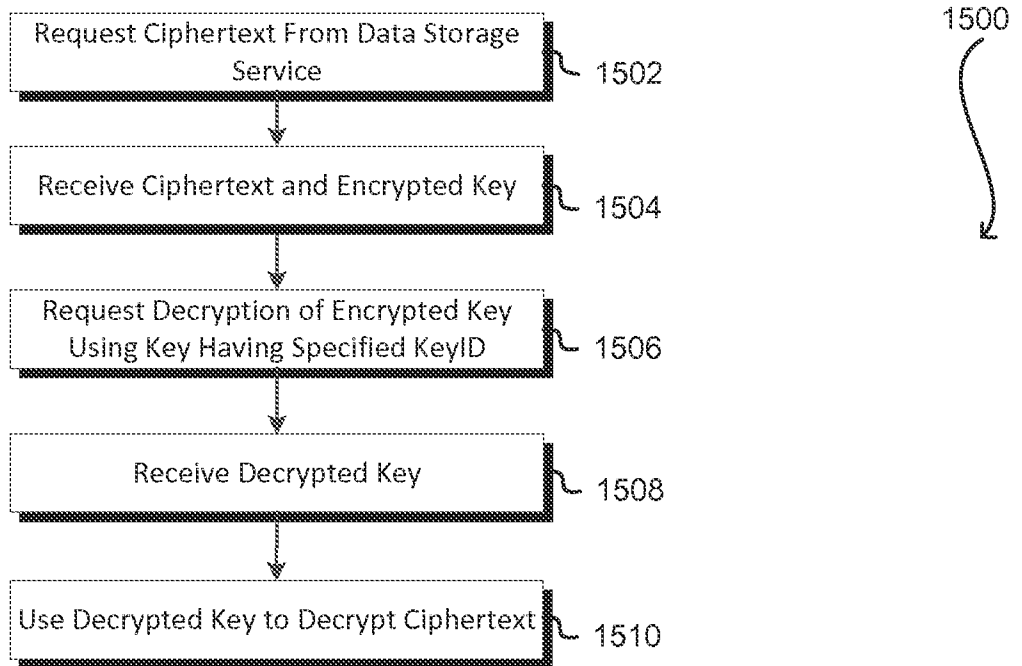 1500
Request Ciphertext From Data Storage
Service
1502
Receive Ciphertext and Encrypted Key
1504
Request Decryption of Encrypted Key
Using Key Having Specified KeyID
1506
Receive Decrypted Key
1508
Use Decrypted Key to Decrypt Ciphertext
1510